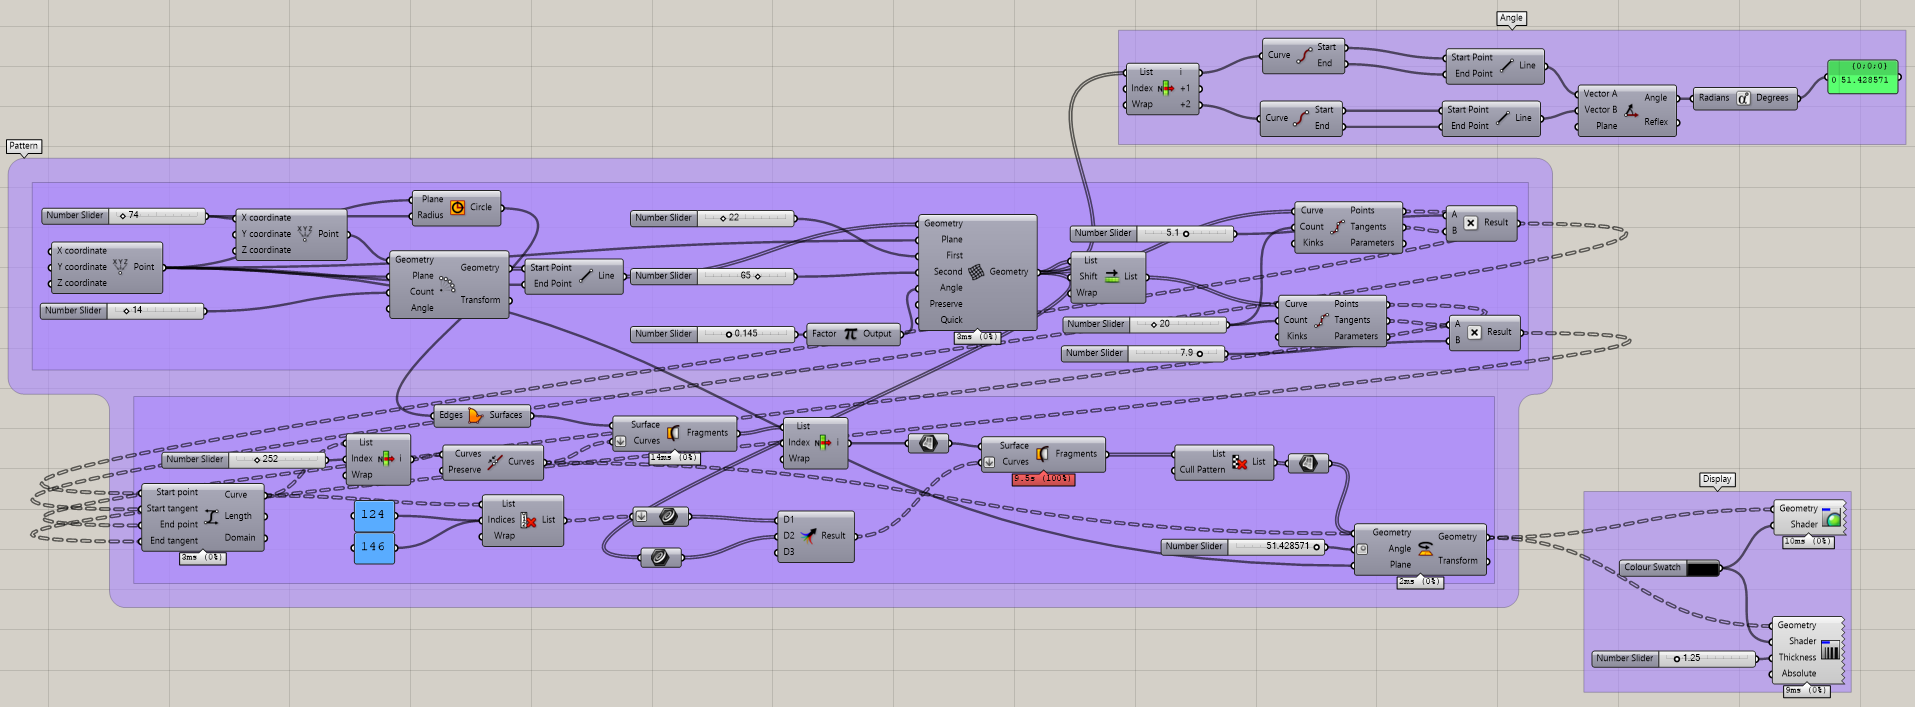 Angle
List i
Index +1
Wrap +2
Curve Start
End
Start Point Line
End Point
Curve Start
End
Start Point Line
End Point
Vector A Angle
Vector B
Plane Reflex
Radians Degrees
{0;0;0}
0 51.428571
Pattern
Number Slider 74
X coordinate
Y coordinate Point
Z coordinate
X coordinate
Y coordinate Point
Z coordinate
Number Slider 14
Plane Circle
Radius
Geometry Geometry
Plane
Count Transform
Angle
Start Point Line
End Point
Number Slider 22
Number Slider 65
Number Slider 0.145
Factor Output
Geometry
Plane
First
Second Geometry
Angle
Preserve
Quick
3ms (0%)
Number Slider 5.1
List
Shift List
Wrap
Number Slider 20
Number Slider 7.9
Curve Points
Count Tangents
Kinks Parameters
A Result
B
Curve Points
Count Tangents
Kinks Parameters
A Result
B
Edges Surfaces
Number Slider 252
List
Index i
Wrap
Curves Curves
Preserve
Surface Fragments
Curves
14ms (0%)
List
Index i
Wrap
Surface Fragments
Curves
9.5s (100%)
List List
Cull Pattern
Start point Curve
Start tangent
End point Length
End tangent Domain
3ms (0%)
124
146
List
Indices List
Wrap
D1
D2 Result
D3
Number Slider 51.428571
Geometry Geometry
Angle
Plane Transform
2ms (0%)
Display
Geometry
Shader
10ms (0%)
Colour Swatch
Geometry
Shader
Thickness
Absolute
9ms (0%)
Number Slider 1.25